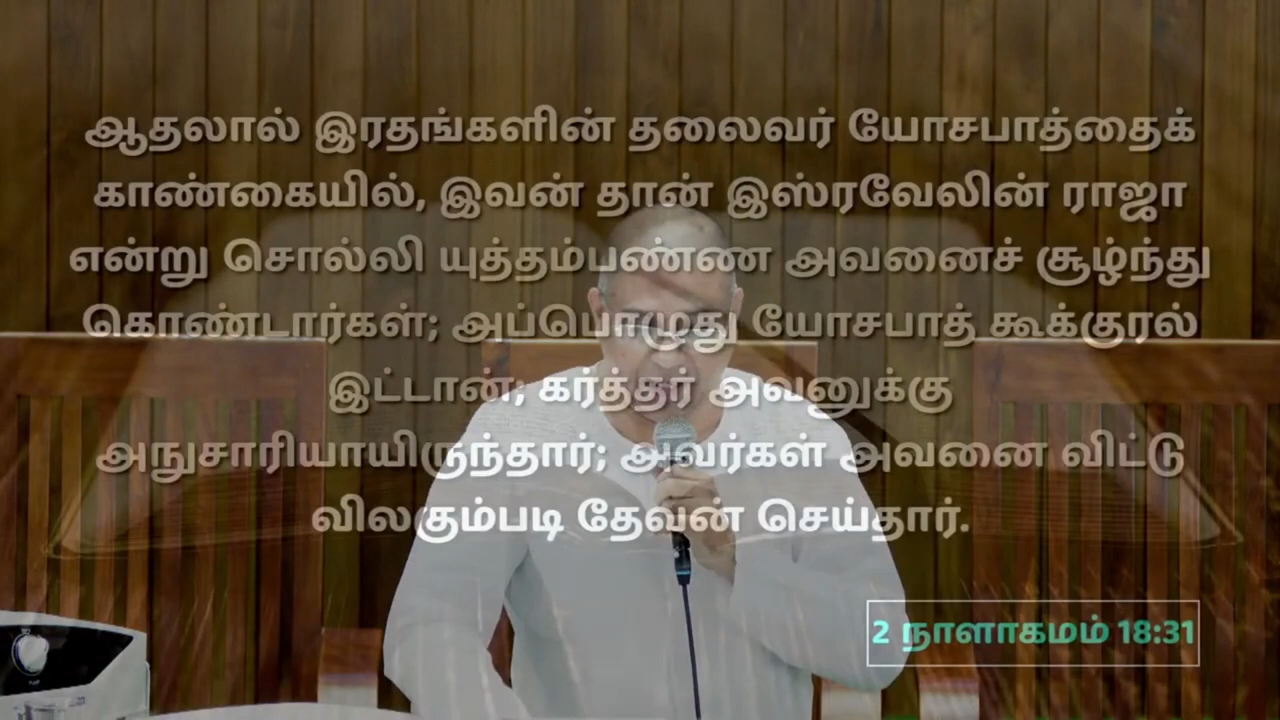 ஆதலால் இரதங்களின் தலைவர் யோசபாத்தைக்
காண்கையில், இவன் தான் இஸ்ரவேலின் ராஜா
என்று சொல்லி யுத்தம்பண்ண அவனைச் சூழ்ந்து
கொண்டார்கள்; அப்பொழுது யோசபாத் கூக்குரல்
இட்டான்; கர்த்தர் அவனுக்கு
அநுசாரியாயிருந்தார்; அவர்கள் அவனை விட்டு
விலகும்படி தேவன் செய்தார்.
2 நாளாகமம் 18:31